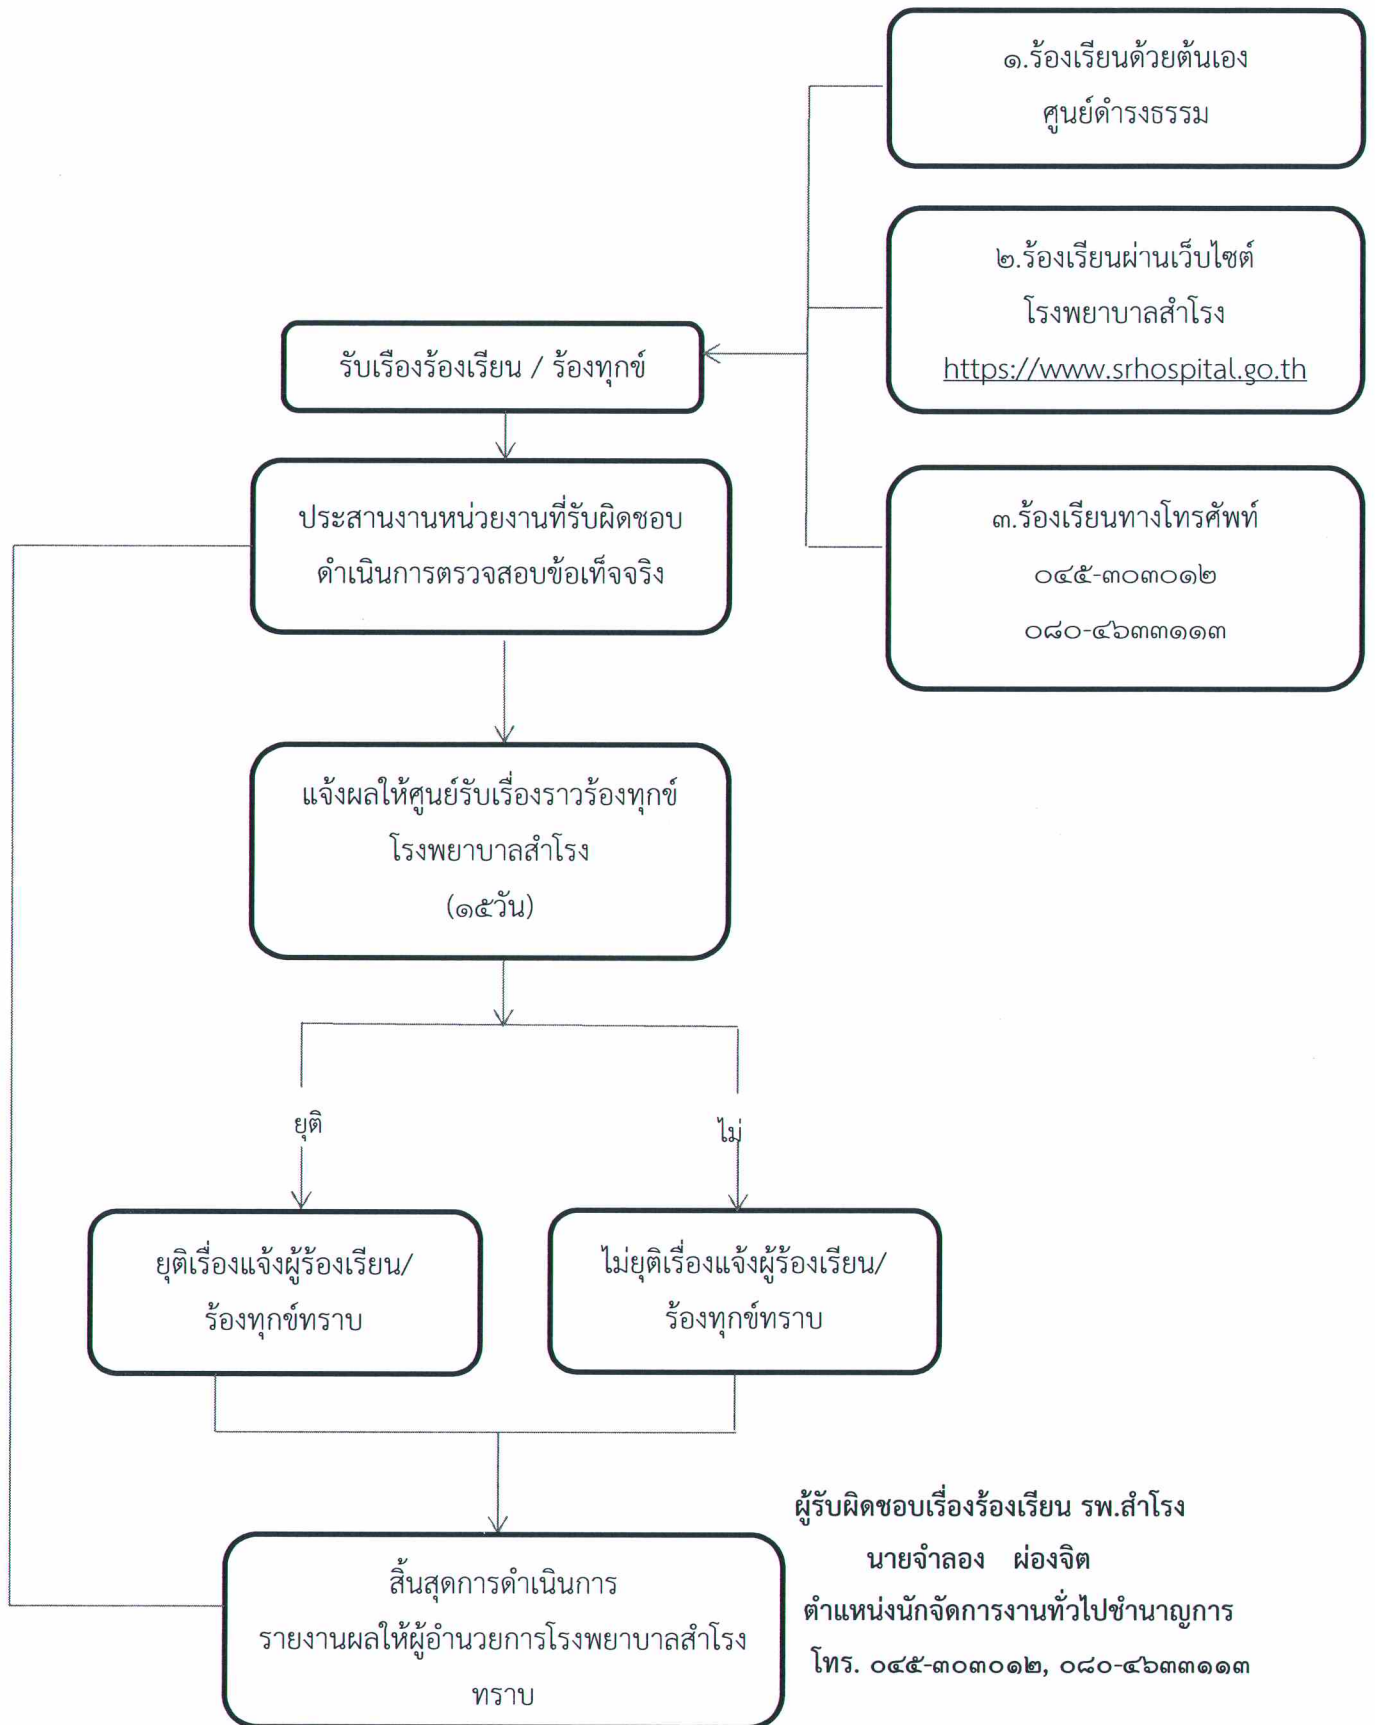 ๑.ร้องเรียนด้วยตนเอง
ศูนย์ดำรงธรรม
๒.ร้องเรียนผ่านเว็บไซต์
โรงพยาบาลสำโรง
https://www.srhospital.go.th
๓.ร้องเรียนทางโทรศัพท์
๐๔๕-๓๐๓๐๑๒
๐๘๐-๔๖๓๓๑๑๓
รับเรื่องร้องเรียน / ร้องทุกข์
ประสานงานหน่วยงานที่รับผิดชอบ
ดำเนินการตรวจสอบข้อเท็จจริง
แจ้งผลให้ศูนย์รับเรื่องราวร้องทุกข์
โรงพยาบาลสำโรง
(๑๕วัน)
ยุติ
ไม่
ยุติเรื่องแจ้งผู้ร้องเรียน/
ร้องทุกข์ทราบ
ไม่ยุติเรื่องแจ้งผู้ร้องเรียน/
ร้องทุกข์ทราบ
สิ้นสุดการดำเนินการ
รายงานผลให้ผู้อำนวยการโรงพยาบาลสำโรง
ทราบ
ผู้รับผิดชอบเรื่องร้องเรียน รพ.สำโรง
นายจำลอง ผ่องจิต
ตำแหน่งนักจัดการงานทั่วไปชำนาญการ
โทร. ๐๔๕-๓๐๓๐๑๒, ๐๘๐-๔๖๓๓๑๑๓